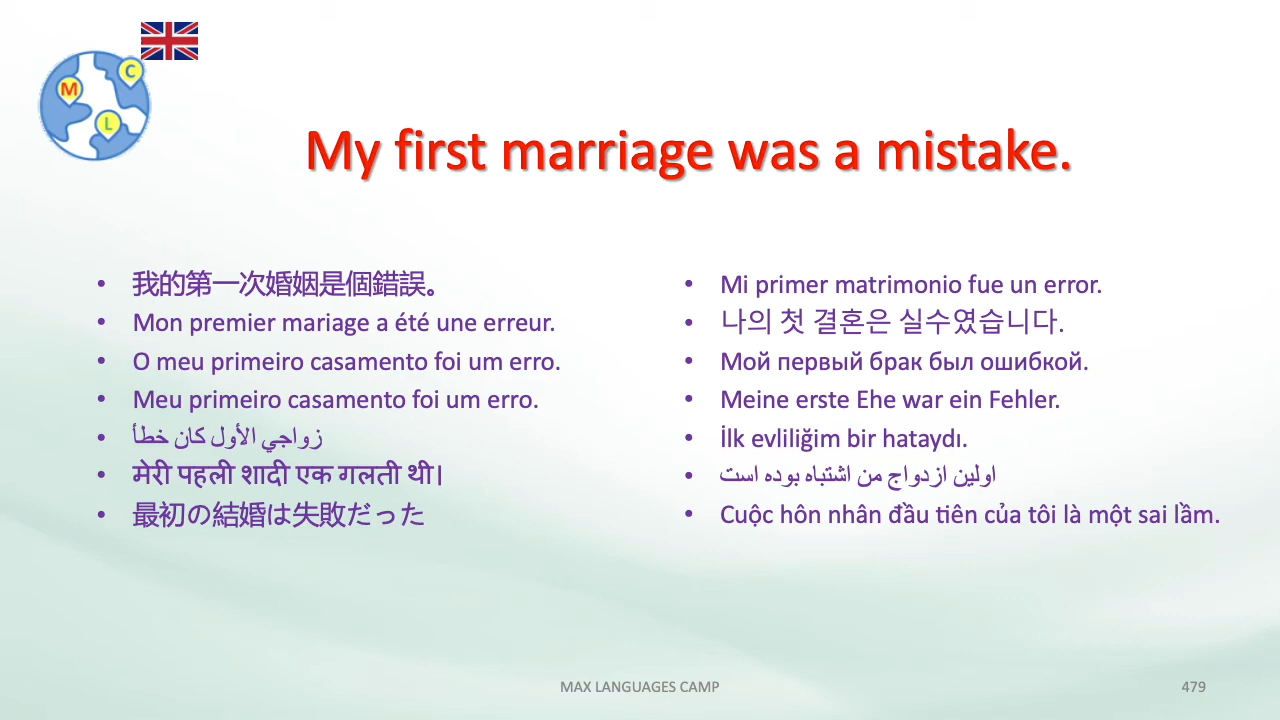 C
M
L
My first marriage was a mistake.
我的第一次婚姻是個錯誤。
Mon premier mariage a été une erreur.
O meu primeiro casamento foi um erro.
Meu primeiro casamento foi um erro.
زواجي الأول كان خطأ
मेरी पहली शादी एक गलती थी|
最初の結婚は失敗だった
Mi primer matrimonio fue un error.
나의 첫 결혼은 실수였습니다.
Мой первый брак был ошибкой.
Meine erste Ehe war ein Fehler.
İlk evliliğim bir hataydı.
اولین ازدواج من اشتباه بوده است
Cuộc hôn nhân đầu tiên của tôi là một sai lầm.
MAX LANGUAGES CAMP
479